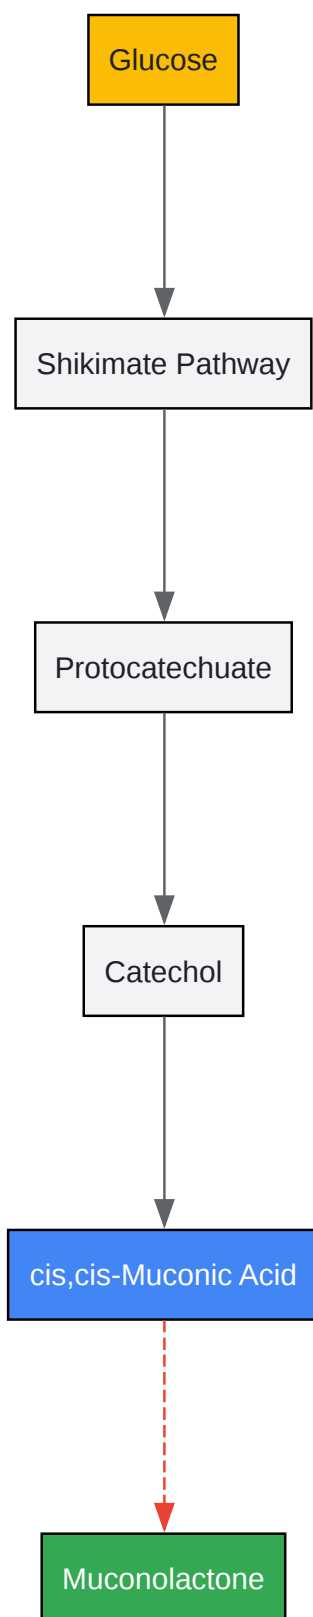 Glucose
Shikimate Pathway
Protocatechuate
Catechol
cis,cis-Muconic Acid
Muconolactone